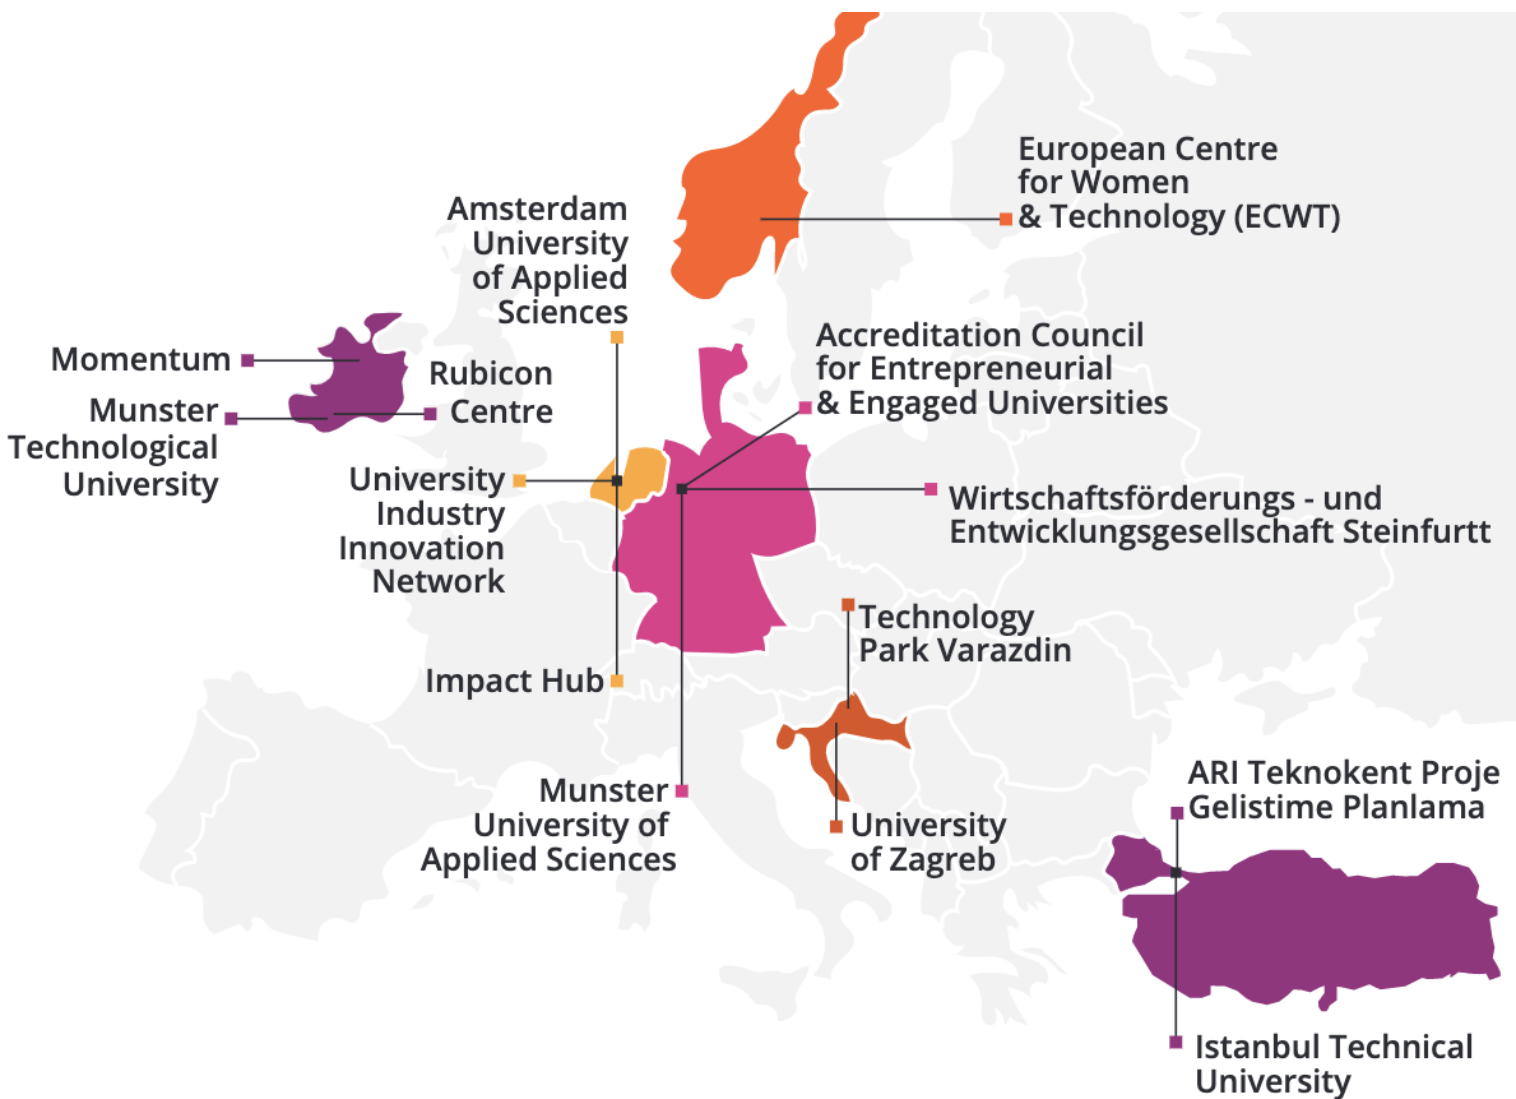 European Centre
for Women
& Technology (ECWT)
Amsterdam
University
of Applied
Sciences
Accreditation Council
for Entrepreneurial
& Engaged Universities
Momentum
Rubicon
Centre
Munster
Technological
University
University
Industry
Innovation
Network
Wirtschaftsförderungs - und
Entwicklungsgesellschaft Steinfurtt
Technology
Park Varazdin
Impact Hub
Munster
University of
Applied Sciences
University
of Zagreb
ARI Teknokent Proje
Gelistime Planlama
Istanbul Technical
University